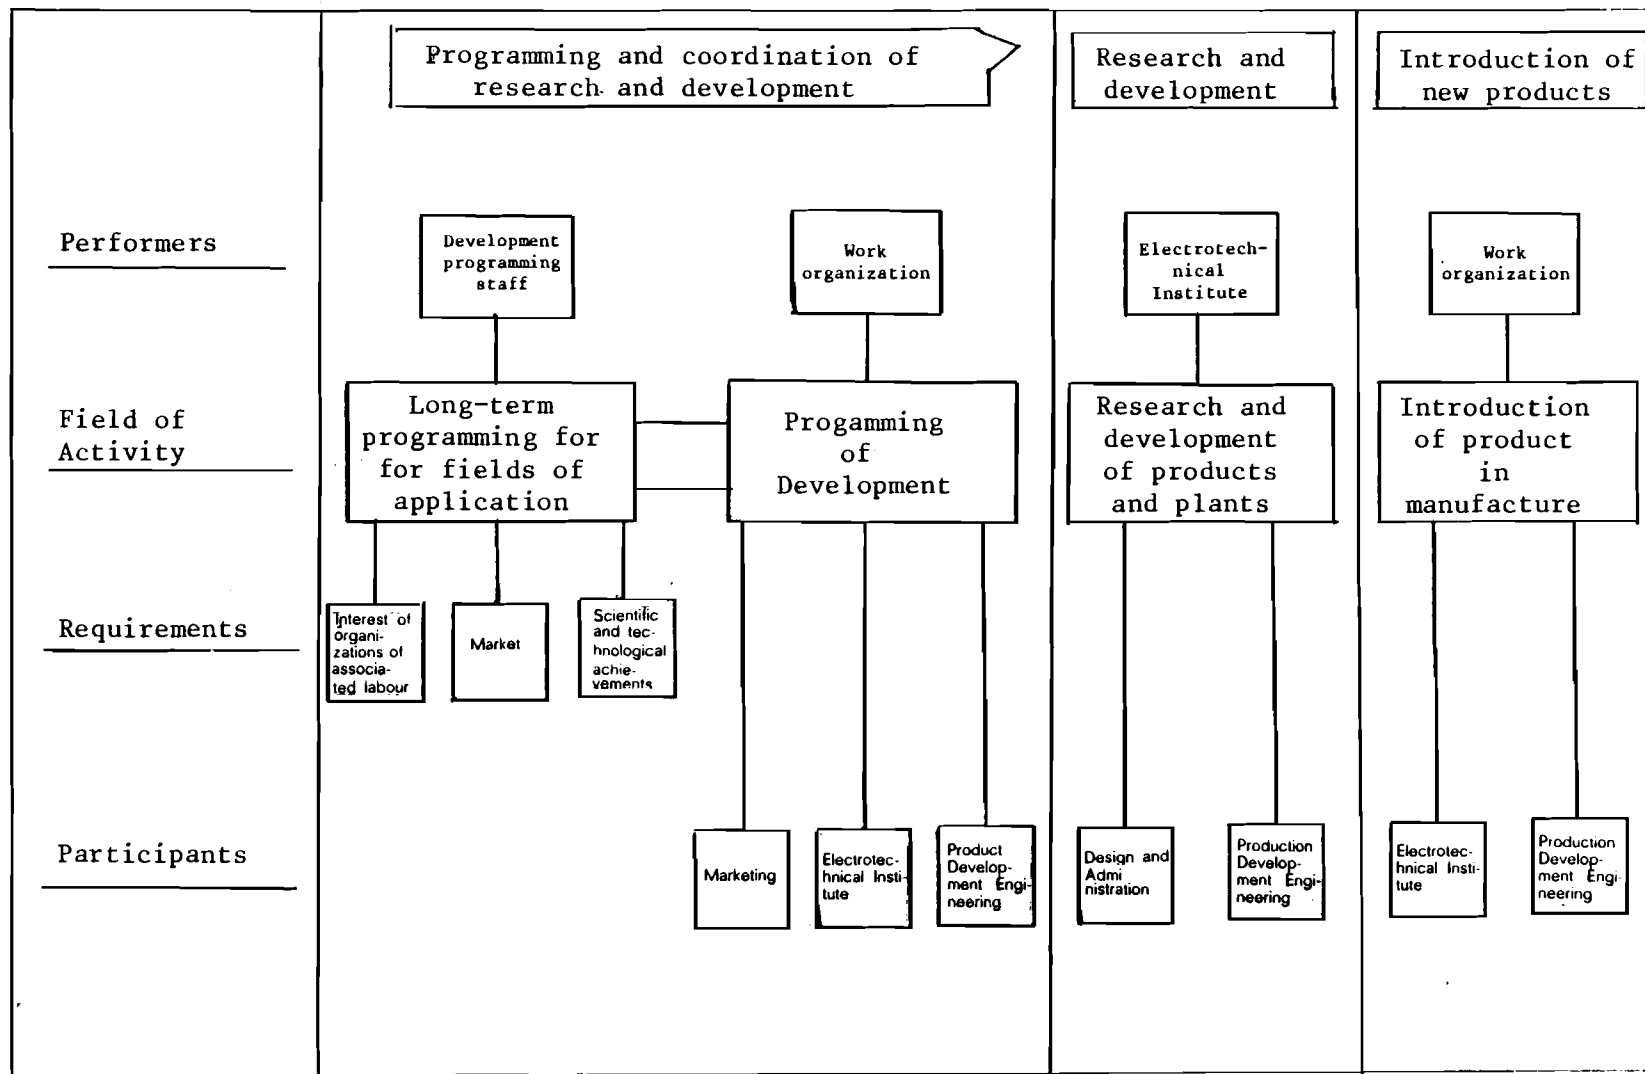 Programming and coordination of
research and development
Research and
development
Introduction of
new products
Performers
Development
programming
staff
Work
organization
Electrotech-
nical
Institute
Work
organization
Field of
Activity
Long-term
programming for
for fields of
application
Progamming
of
Development
Research and
development
of products
and plants
Introduction
of product
in
manufacture
Requirements
Interest of
organi-
zations of
associa-
ted labour
Market
Scientific
and tec-
hnological
achie-
vements
Participants
Marketing
Electrotec-
hnical Insti-
tute
Product
Develop-
ment Engi-
neering
Design and
Admi
nistration
Production
Develop-
ment Engi-
neering
Electrotec-
hnical Insti-
tute
Production
Develop-
ment Engi-
neering